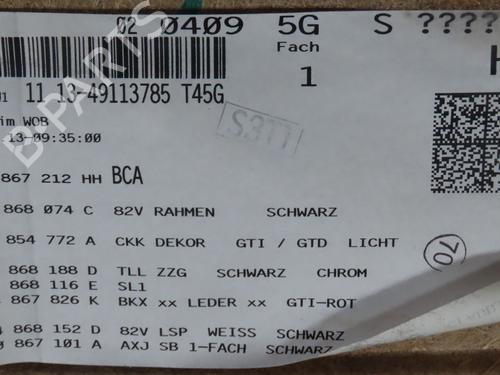 02 0409 5G S ?????
Fach
1
11 13-49113785 T45G
im WOB
13-09:35:00
S311
867 212 HH BCA
868 074 C 82V RAHMEN SCHWARZ
854 772 A CKK DEKOR GTI / GTD LICHT
70
868 188 D TLL ZZG SCHWARZ CHROM
868 116 E SL1
867 826 K BKX xx LEDER xx GTI-ROT
868 152 D 82V LSP WEISS SCHWARZ
867 101 A AXJ SB 1-FACH SCHWARZ
B-PARTS